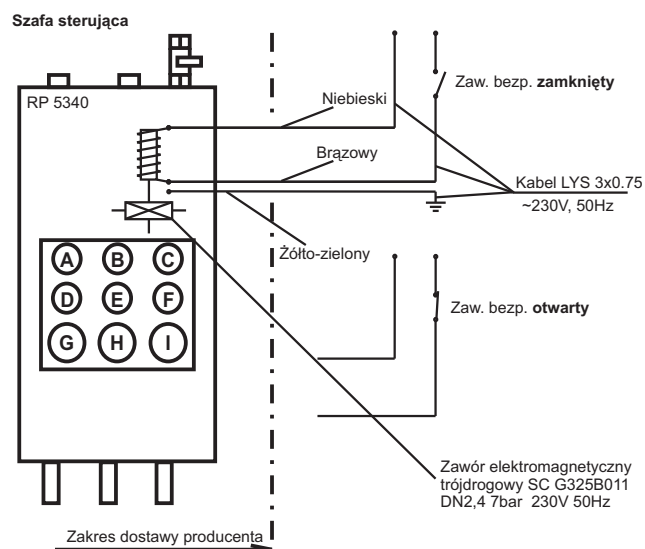 Szafa sterująca
RP 5340
Niebieski
Zaw. bezp. zamknięty
Brązowy
Kabel LYS 3x0.75
~230V, 50Hz
Żółto-zielony
A B C
D E F
G H I
Zaw. bezp. otwarty
Zawór elektromagnetyczny
trójdrogowy SC G325B011
DN2,4 7bar 230V 50Hz
Zakres dostawy producenta